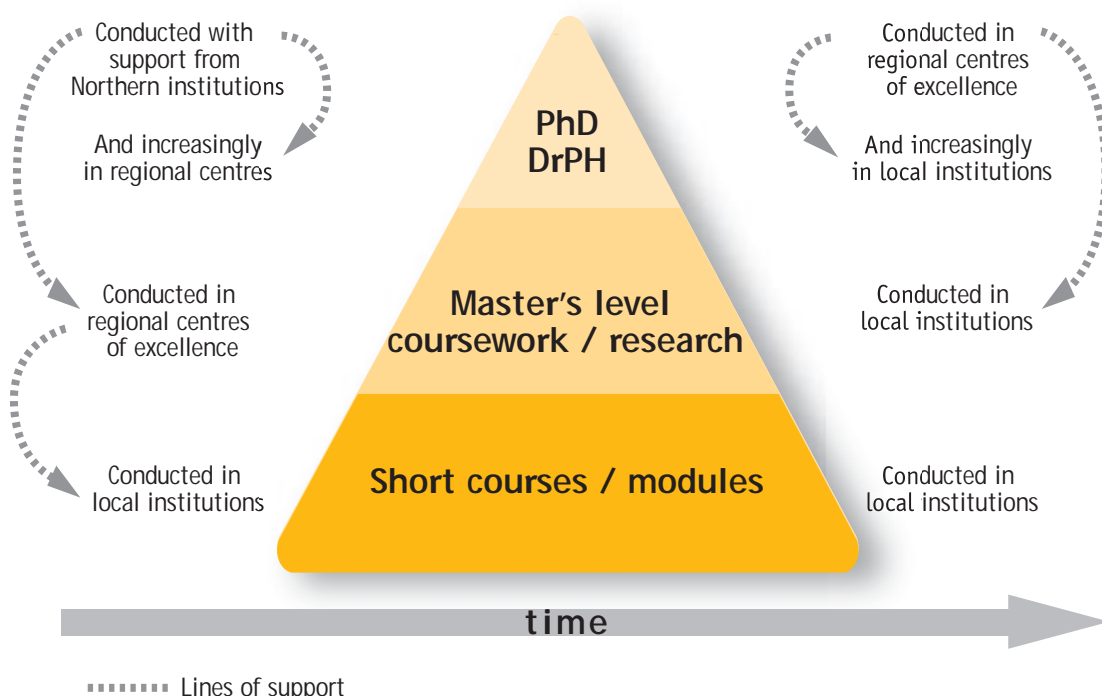 Conducted with
support from
Northern institutions
And increasingly
in regional centres
Conducted in
regional centres
of excellence
Conducted in
local institutions
PhD
DrPH
Master's level
coursework / research
Short courses / modules
Conducted in
regional centres
of excellence
And increasingly
in local institutions
Conducted in
local institutions
Conducted in
local institutions
time
Lines of support